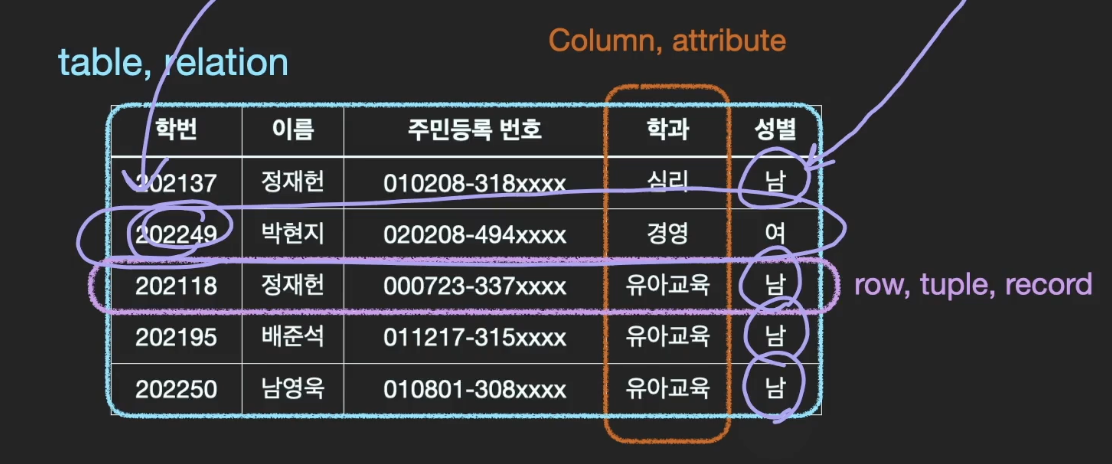 Column, attribute
table, relation
학번 이름 주민등록 번호 학과 성별
202137 정재헌 010208-318xxxx 심리 남
202249 박현지 020208-494xxxx 경영 여
202118 정재헌 000723-337xxxx 유아교육 남 row, tuple, record
202195 배준석 011217-315xxxx 유아교육 남
202250 남영욱 010801-308xxxx 유아교육 남